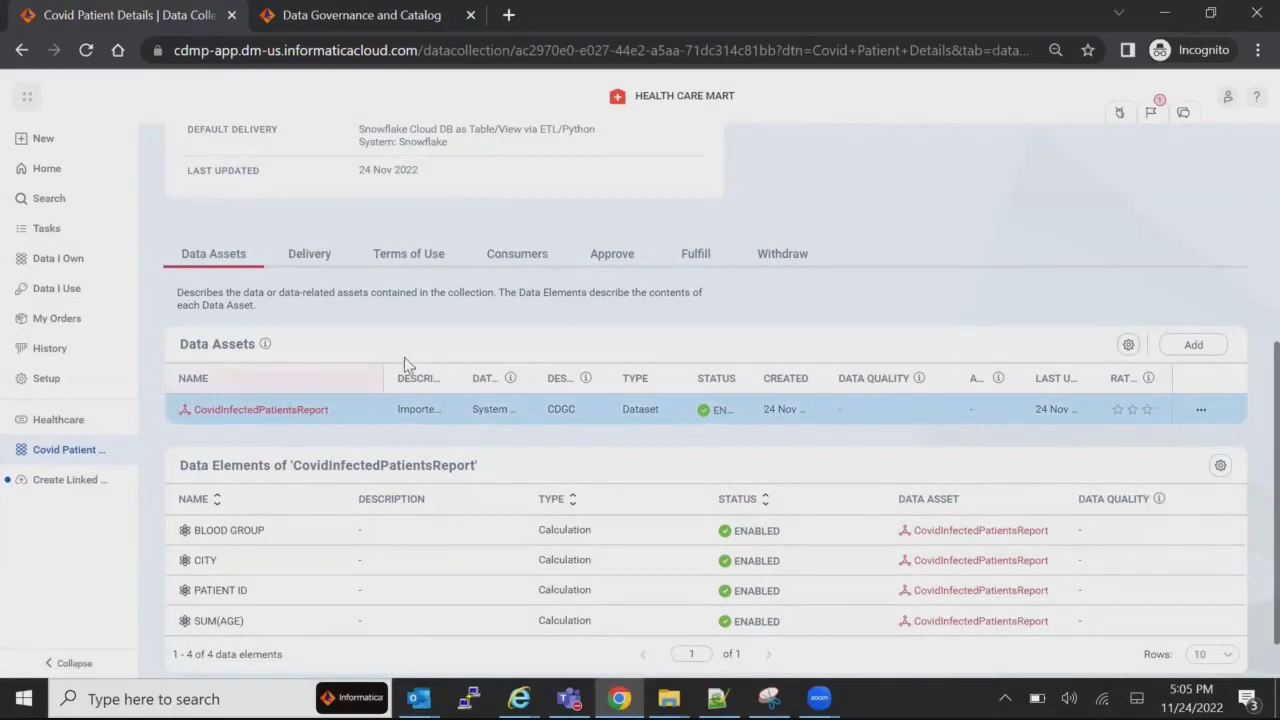 Covid Patient Details | Data Colle
Data Governance and Catalog
cdmp-app.dm-us.informaticacloud.com/datacollection/ac2970e0-e027-44e2-a5aa-71dc314c81bb?dtn=Covid+Patient+Details&tab=data...
Incognito
HEALTH CARE MART
New
Home
Search
Tasks
Data I Own
Data I Use
My Orders
History
Setup
Healthcare
Covid Patient ...
Create Linked ...
Collapse
DEFAULT DELIVERY
Snowflake Cloud DB as Table/View via ETL/Python
System: Snowflake
LAST UPDATED
24 Nov 2022
Data Assets Delivery Terms of Use Consumers Approve Fulfill Withdraw
Describes the data or data-related assets contained in the collection. The Data Elements describe the contents of
each Data Asset.
Data Assets
Add
NAME DESCRI... DAT... DES... TYPE STATUS CREATED DATA QUALITY A... LAST U... RAT...
CovidInfectedPatientsReport Importe... System ... CDGC Dataset EN... 24 Nov ... - - 24 Nov ... ...
Data Elements of 'CovidInfectedPatientsReport'
NAME DESCRIPTION TYPE STATUS DATA ASSET DATA QUALITY
BLOOD GROUP - Calculation ENABLED CovidInfectedPatientsReport -
CITY - Calculation ENABLED CovidInfectedPatientsReport -
PATIENT ID - Calculation ENABLED CovidInfectedPatientsReport -
SUM(AGE) - Calculation ENABLED CovidInfectedPatientsReport -
1 - 4 of 4 data elements
1 of 1
Rows: 10
Type here to search
Informatica
zoom
5:05 PM
11/24/2022
3